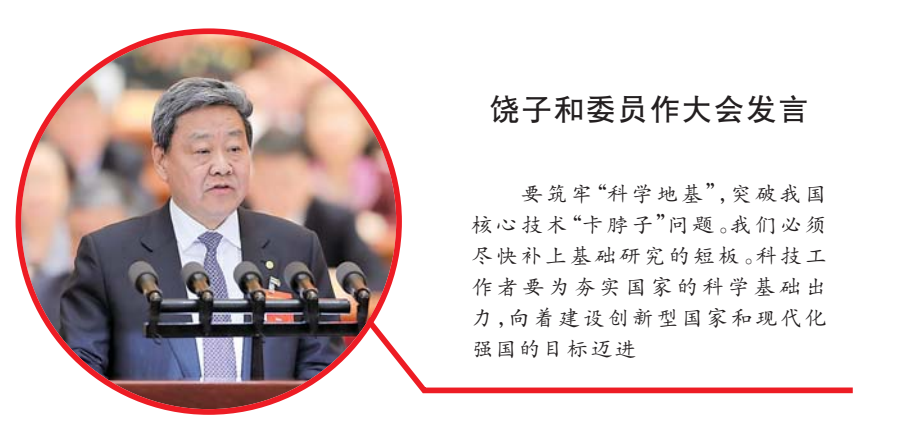 饶子和委员作大会发言
要筑牢“科学地基”,突破我国
核心技术“卡脖子”问题。我们必须
尽快补上基础研究的短板。科技工
作者要为夯实国家的科学基础出
力,向着建设创新型国家和现代化
强国的目标迈进